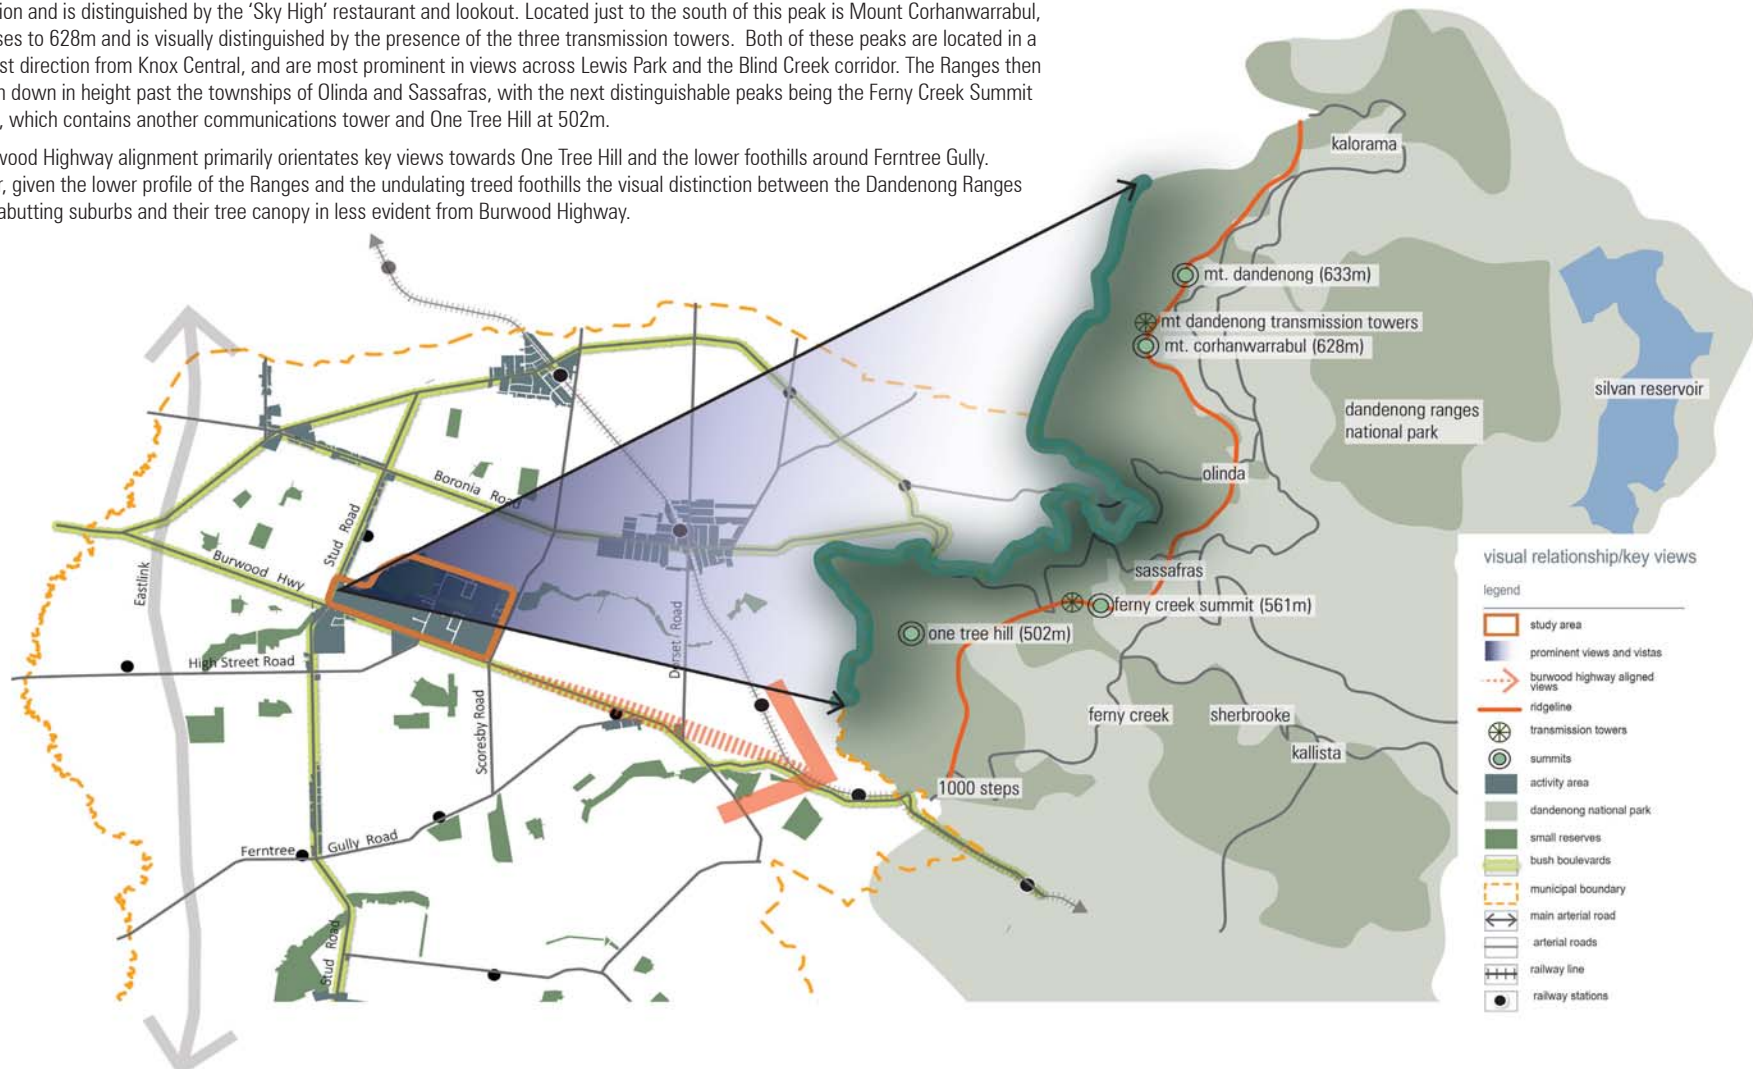 ion and is distinguished by the ‘Sky High’ restaurant and lookout. Located just to the south of this peak is Mount Corhanwarrabul,
ses to 628m and is visually distinguished by the presence of the three transmission towers. Both of these peaks are located in a
st direction from Knox Central, and are most prominent in views across Lewis Park and the Blind Creek corridor. The Ranges then
n down in height past the townships of Olinda and Sassafras, with the next distinguishable peaks being the Ferny Creek Summit
, which contains another communications tower and One Tree Hill at 502m.
wood Highway alignment primarily orientates key views towards One Tree Hill and the lower foothills around Ferntree Gully.
r, given the lower profile of the Ranges and the undulating treed foothills the visual distinction between the Dandenong Ranges
abutting suburbs and their tree canopy in less evident from Burwood Highway.
kalorama
mt. dandenong (633m)
mt dandenong transmission towers
mt. corhanwarrabul (628m)
silvan reservoir
dandenong ranges
national park
olinda
Boronia Road
Stud Road
Burwood Hwy
Eastlink
sassafras
ferny creek summit (561m)
one tree hill (502m)
Dorset Road
High Street Road
Scoresby Road
ferny creek
sherbrooke
kallista
1000 steps
Ferntree Gully Road
Stud Road
visual relationship/key views
legend
study area
prominent views and vistas
burwood highway aligned
views
ridgeline
transmission towers
summits
activity area
dandenong national park
small reserves
bush boulevards
municipal boundary
main arterial road
arterial roads
railway line
railway stations